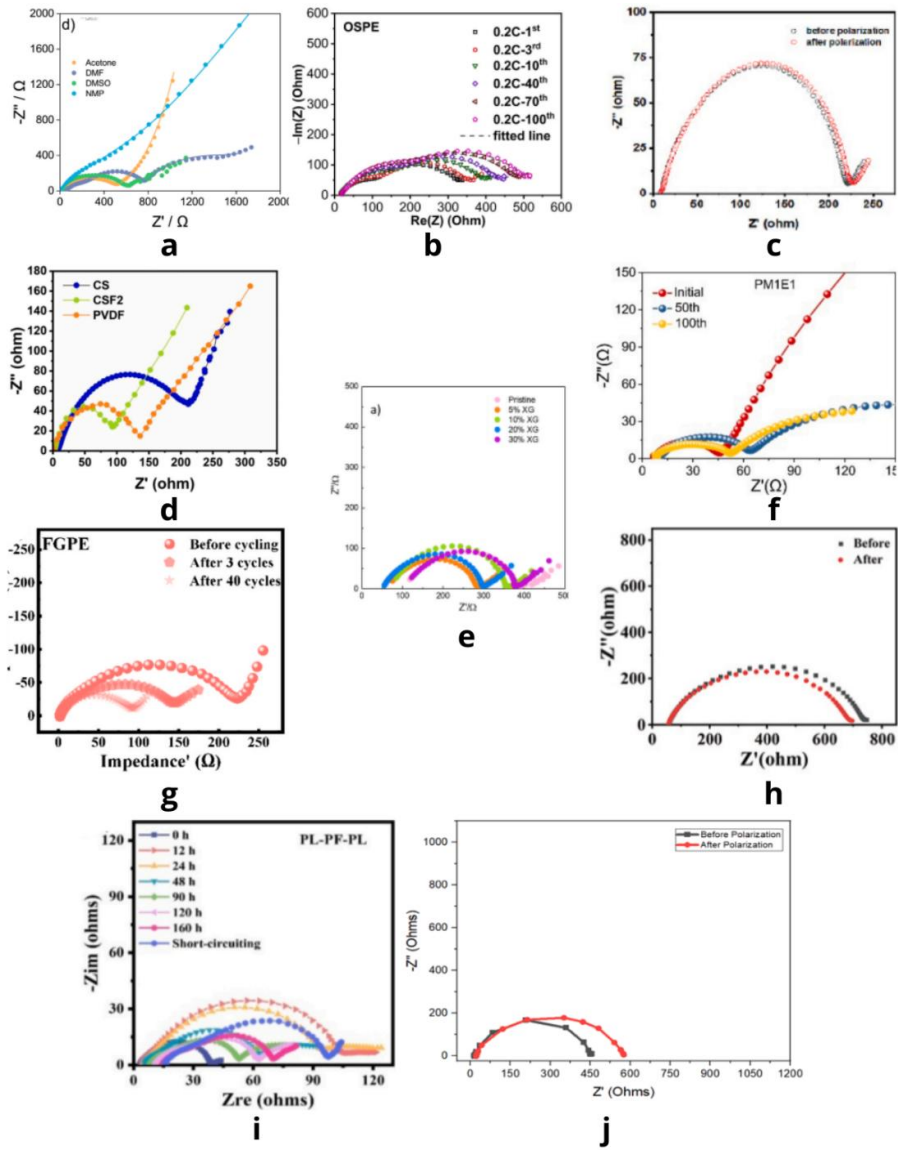 d)
2000
1600
1200
800
400
0
-Z'' / Ω
Acetone
DMF
DMSO
NMP
0 400 800 1200 1600 2000
Z' / Ω
a
OSPE
600
500
400
300
200
100
0
-Im(Z) (Ohm)
0.2C-1st
0.2C-3rd
0.2C-10th
0.2C-40th
0.2C-70th
0.2C-100th
fitted line
0 100 200 300 400 500 600
Re(Z) (Ohm)
b
100
75
50
25
0
-Z'' (ohm)
before polarization
after polarization
0 50 100 150 200 250
Z' (ohm)
c
180
160
140
120
100
80
60
40
20
0
-Z'' (ohm)
CS
CSF2
PVDF
0 50 100 150 200 250 300 350
Z' (ohm)
d
a)
500
400
300
200
100
0
Z''/Ω
Pristine
5% XG
10% XG
20% XG
30% XG
0 100 200 300 400 500
Z'/Ω
e
PM1E1
150
120
90
60
30
0
-Z''(Ω)
Initial
50th
100th
0 30 60 90 120 150
Z'(Ω)
f
FGPE
-250
-200
-150
-100
-50
0
Before cycling
After 3 cycles
After 40 cycles
0 50 100 150 200 250
Impedance' (Ω)
g
800
600
400
200
0
-Z''(ohm)
Before
After
0 200 400 600 800
Z'(ohm)
h
PL-PF-PL
120
90
60
30
0
-Zim (ohms)
0 h
12 h
24 h
48 h
90 h
120 h
160 h
Short-circuiting
0 30 60 90 120
Zre (ohms)
i
1000
800
600
400
200
0
-Z'' (Ohms)
Before Polarization
After Polarization
0 150 300 450 600 750 900 1050 1200
Z' (Ohms)
j